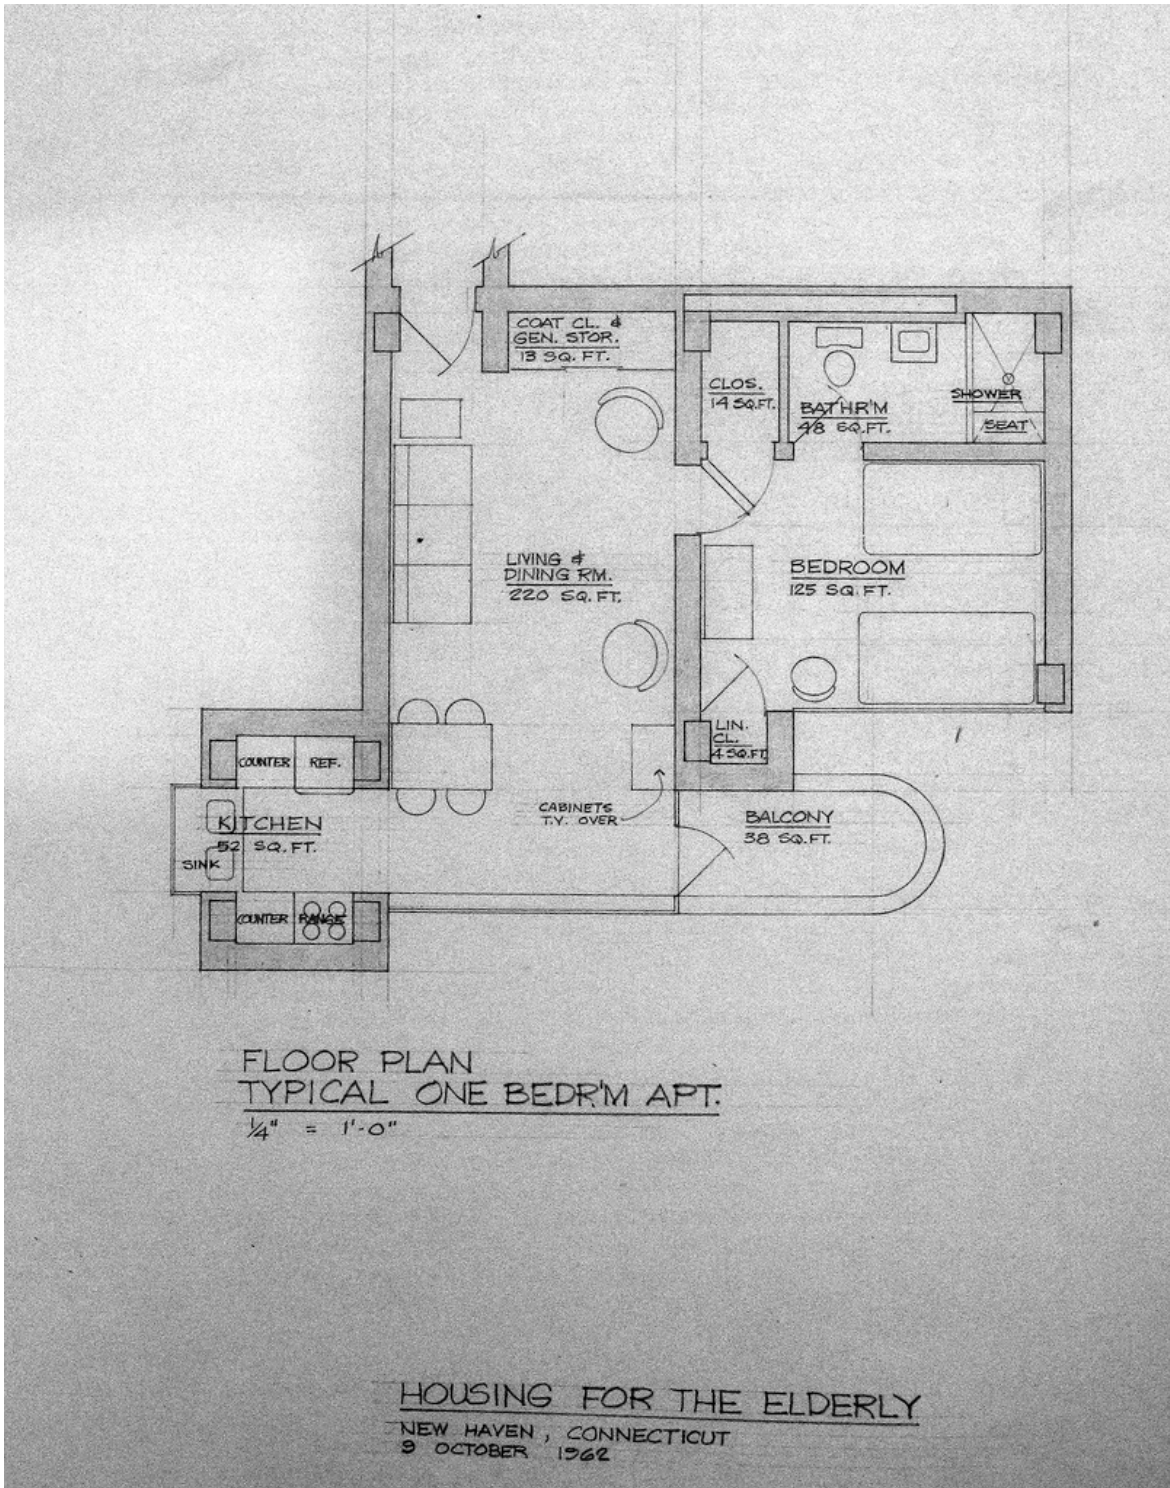 COAT CL. &
GEN. STOR.
13 SQ. FT.
CLOS.
14 SQ.FT.
BATHR'M
48 SQ.FT.
SHOWER
SEAT
LIVING &
DINING RM.
220 SQ. FT.
BEDROOM
125 SQ. FT.
LIN.
CL.
4 SQ.FT.
COUNTER
REF.
KITCHEN
52 SQ. FT.
SINK
COUNTER
RANGE
CABINETS
T.V. OVER
BALCONY
38 SQ.FT.
FLOOR PLAN
TYPICAL ONE BEDR'M APT.
1/4" = 1'-0"
HOUSING FOR THE ELDERLY
NEW HAVEN, CONNECTICUT
9 OCTOBER 1962